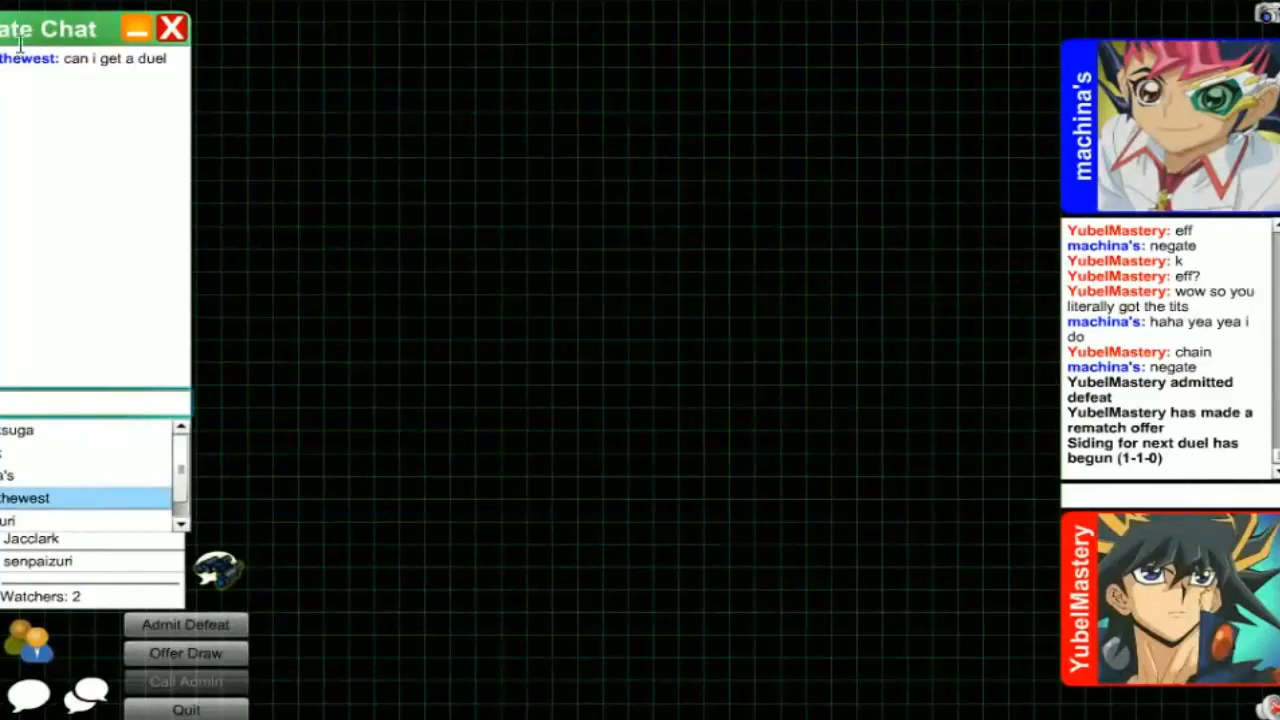 ate Chat
thewest: can i get a duel
suga
a's
thewest
uri
Jacclark
senpaizuri
Watchers: 2
Admit Defeat
Offer Draw
Call Admin
Quit
machina's
YubelMastery: eff
machina's: negate
YubelMastery: k
YubelMastery: eff?
YubelMastery: wow so you
literally got the tits
machina's: haha yea yea i
do
YubelMastery: chain
machina's: negate
YubelMastery admitted
defeat
YubelMastery has made a
rematch offer
Siding for next duel has
begun (1-1-0)
YubelMastery